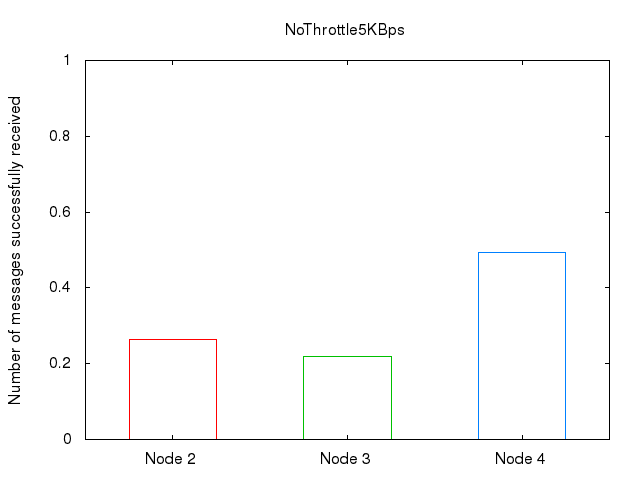 NoThrottle5KBps
Number of messages successfully received
1
0.8
0.6
0.4
0.2
0
Node 2
Node 3
Node 4